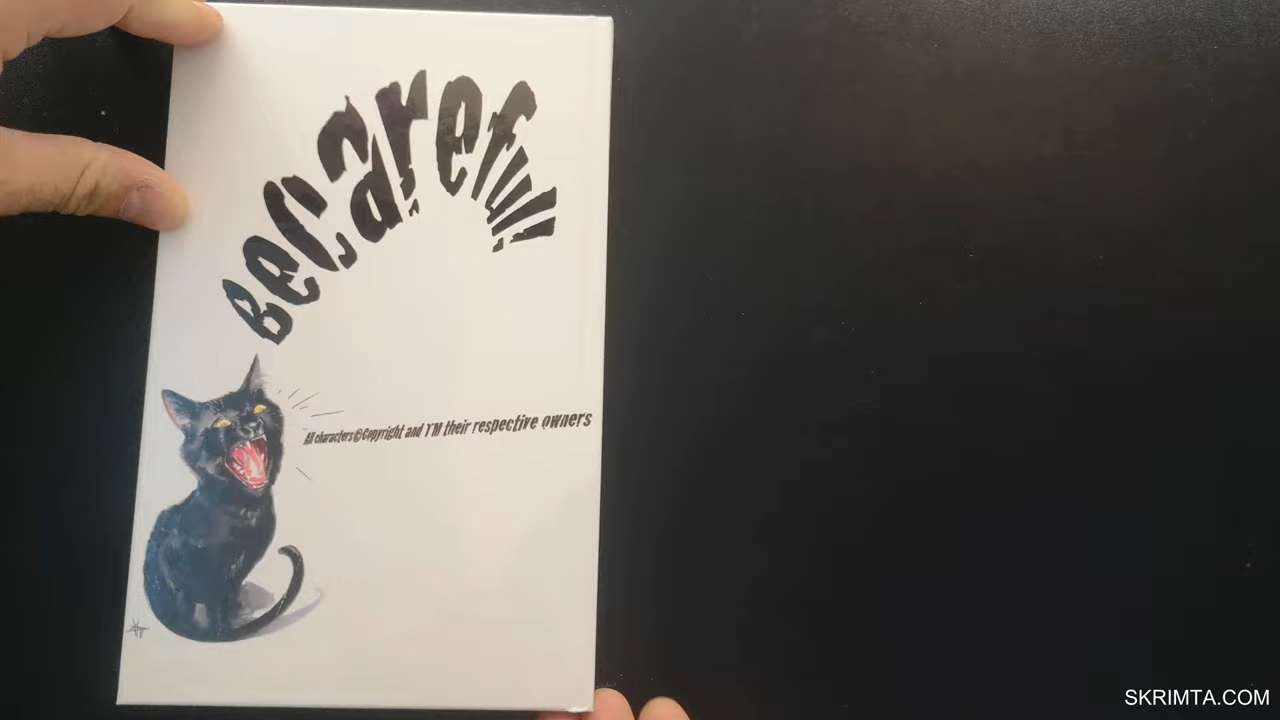 Be careful!
All characters ©Copyright and TM their respective owners
SKRIMTA.COM